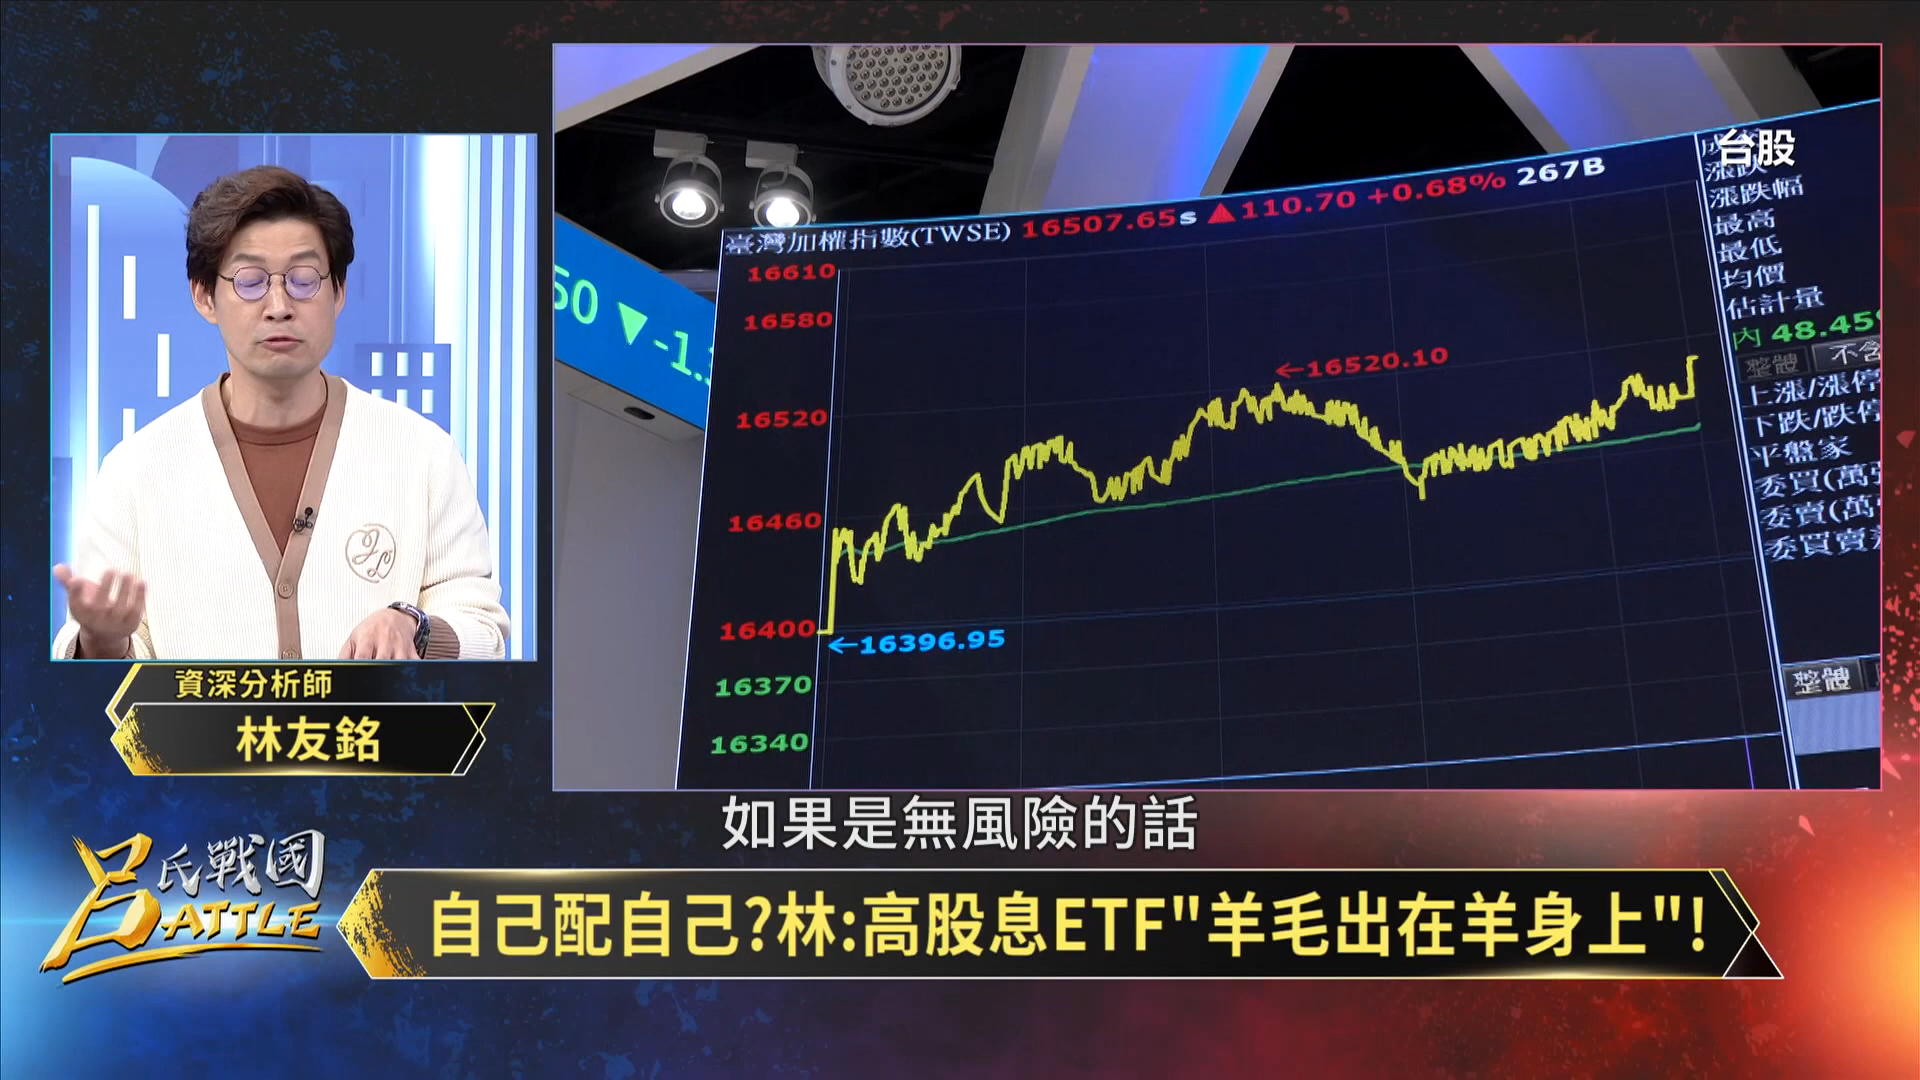 台股
臺灣加權指數(TWSE) 16507.65s ▲110.70 +0.68% 267B
16610
16580
16520
16460
16400
16370
16340
←16520.10
←16396.95
漲跌
漲跌幅
最高
最低
均價
估計量
內 48.45
整體
上漲/漲停
下跌/跌停
平盤家
委買(萬
委賣(萬
委買賣
整體
資深分析師
林友銘
如果是無風險的話
呂氏戰國
BATTLE
自己配自己?林:高股息ETF"羊毛出在羊身上"!